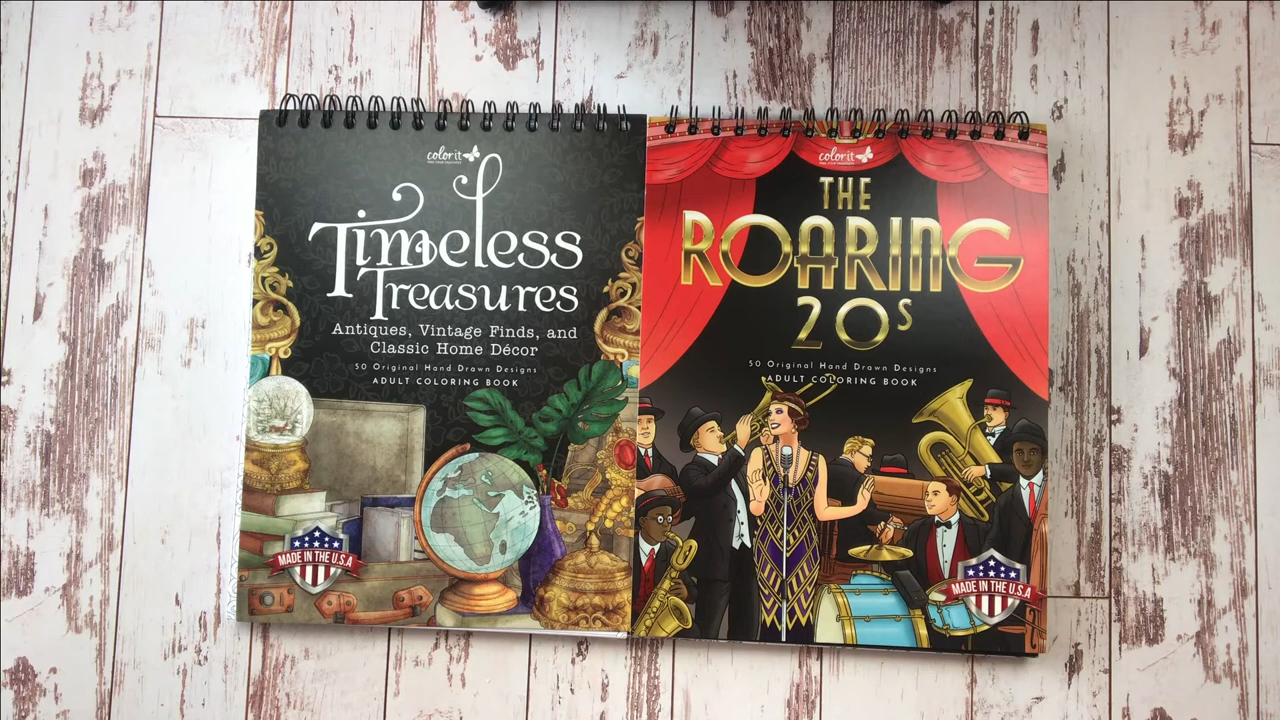 colorit
Timeless
Treasures
Antiques, Vintage Finds, and
Classic Home Décor
50 Original Hand Drawn Designs
ADULT COLORING BOOK
MADE IN THE U.S.A
colorit
THE
ROARING
20s
50 Original Hand Drawn Designs
ADULT COLORING BOOK
MADE IN THE U.S.A